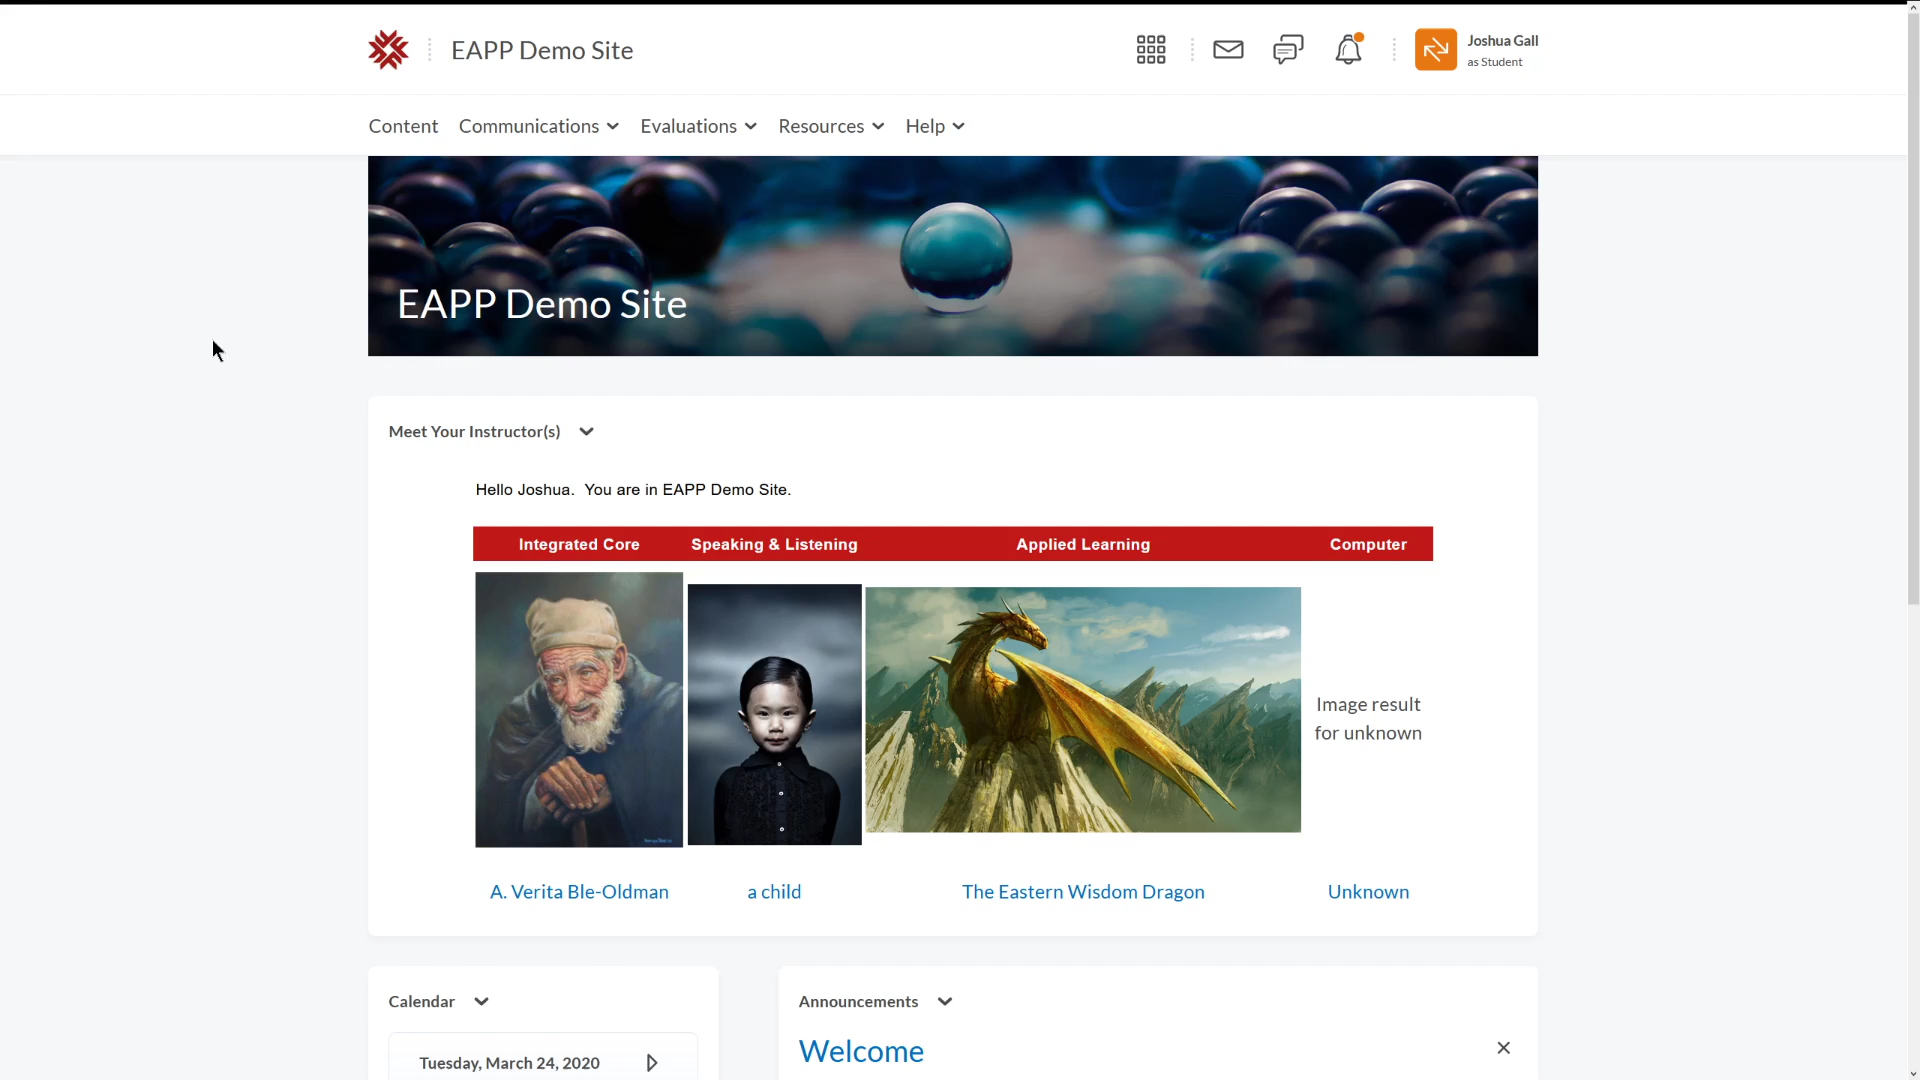 EAPP Demo Site
Joshua Gall
as Student
Content Communications Evaluations Resources Help
EAPP Demo Site
Meet Your Instructor(s)
Hello Joshua. You are in EAPP Demo Site.
Integrated Core Speaking & Listening Applied Learning Computer
Image result
for unknown
A. Verita Ble-Oldman a child The Eastern Wisdom Dragon Unknown
Calendar
Announcements
Tuesday, March 24, 2020
Welcome